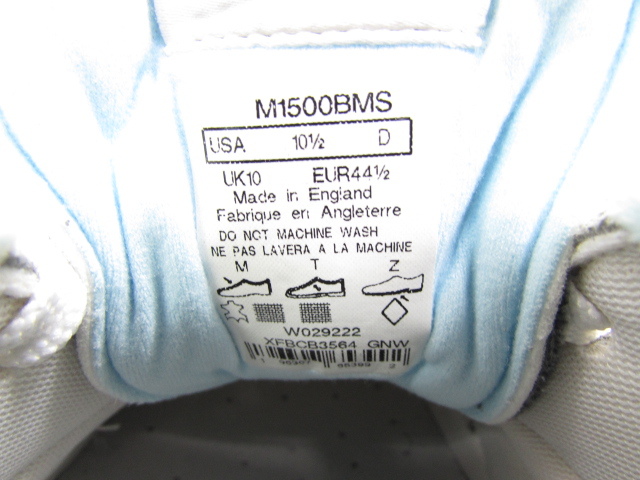 M1500BMS
USA 10½ D
UK10 EUR44½
Made in England
Fabrique en Angleterre
DO NOT MACHINE WASH
NE PAS LAVERA A LA MACHINE
M T Z
W029222
XFBCB3564 GNW